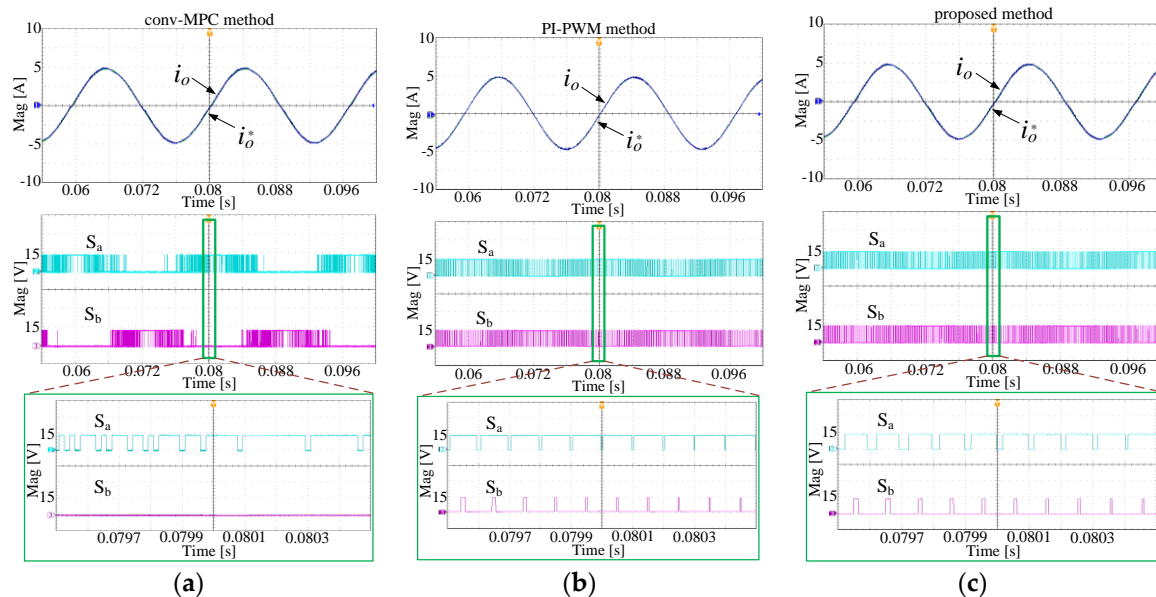 conv-MPC method
10
5
0
-5
-10
Mag [A]
i_o
i_o^*
0.06 0.072 0.08 0.088 0.096
Time [s]
S_a
15
S_b
15
Mag [V]
0.06 0.072 0.08 0.088 0.096
Time [s]
S_a
15
S_b
15
Mag [V]
0.0797 0.0799 0.0801 0.0803
Time [s]
(a)
PI-PWM method
10
5
0
-5
-10
Mag [A]
i_o
i_o^*
0.06 0.072 0.08 0.088 0.096
Time [s]
S_a
15
S_b
15
Mag [V]
0.06 0.072 0.08 0.088 0.096
Time [s]
S_a
15
S_b
15
Mag [V]
0.0797 0.0799 0.0801 0.0803
Time [s]
(b)
proposed method
10
5
0
-5
-10
Mag [A]
i_o
i_o^*
0.06 0.072 0.08 0.088 0.096
Time [s]
S_a
15
S_b
15
Mag [V]
0.06 0.072 0.08 0.088 0.096
Time [s]
S_a
15
S_b
15
Mag [V]
0.0797 0.0799 0.0801 0.0803
Time [s]
(c)